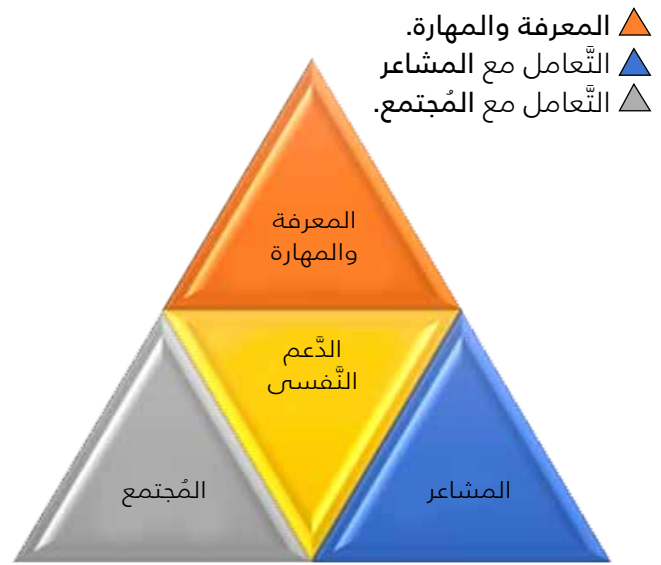 المعرفة والمهارة.
التَّعامل مع المشاعر
التَّعامل مع المُجتمع.
المعرفة
والمهارة
الدَّعم
النَّفسى
المشاعر
المُجتمع